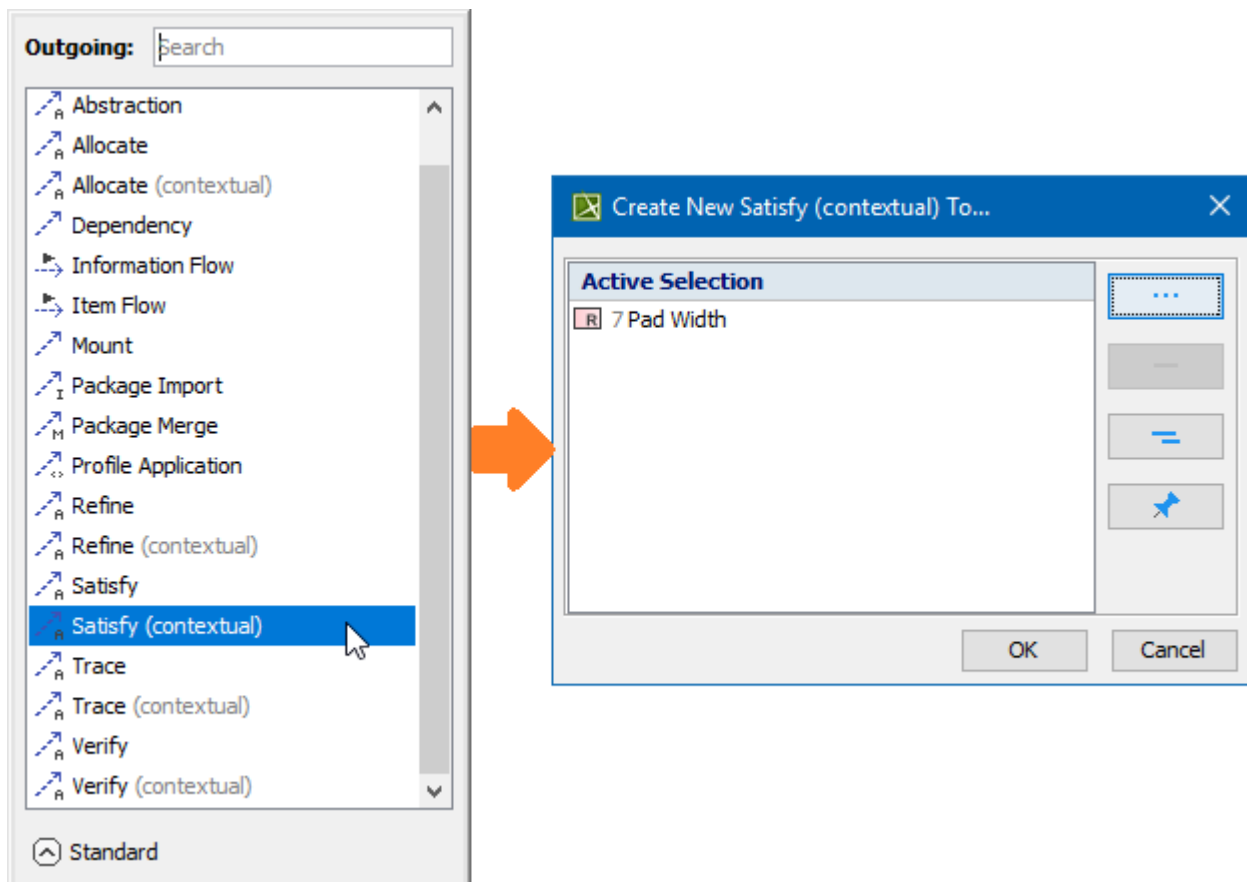 Outgoing: Search
Abstraction
Allocate
Allocate (contextual)
Dependency
Information Flow
Item Flow
Mount
Package Import
Package Merge
Profile Application
Refine
Refine (contextual)
Satisfy
Satisfy (contextual)
Trace
Trace (contextual)
Verify
Verify (contextual)
Standard
Create New Satisfy (contextual) To...
Active Selection
R 7 Pad Width
OK Cancel